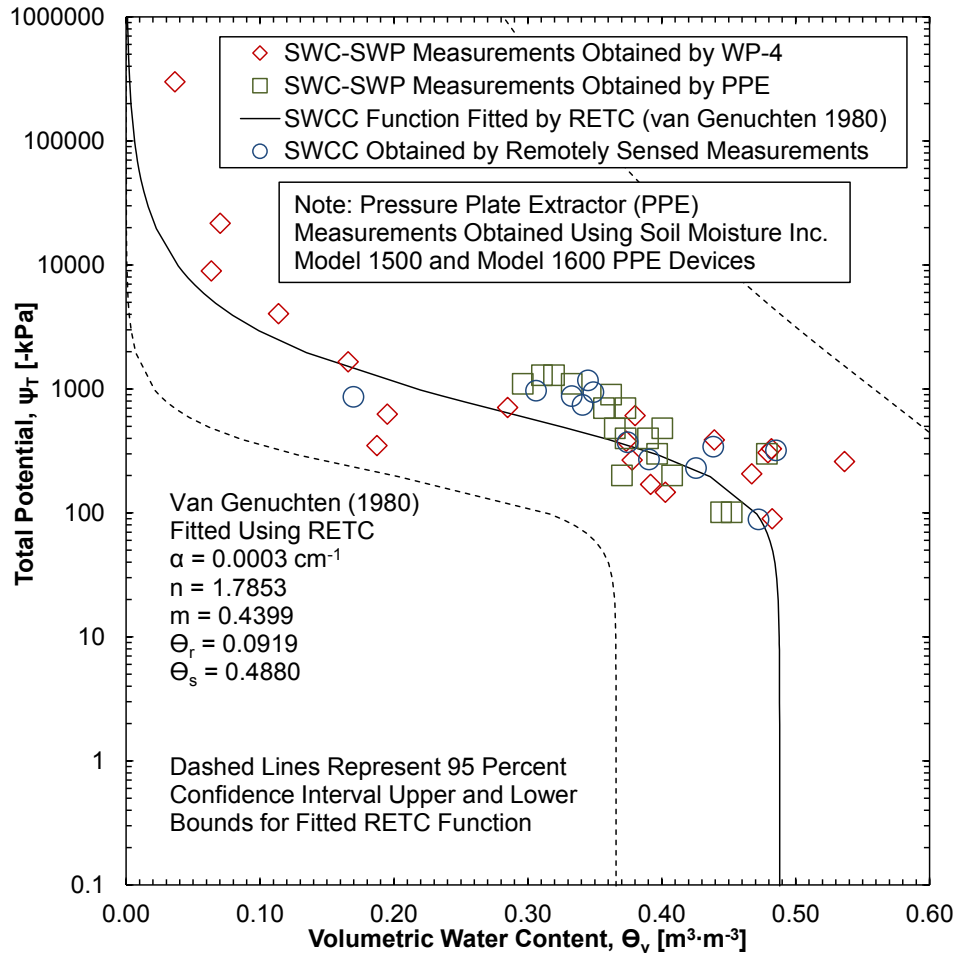 1000000
100000
10000
1000
100
10
1
0.1
Total Potential, ψT [-kPa]
SWC-SWP Measurements Obtained by WP-4
SWC-SWP Measurements Obtained by PPE
SWCC Function Fitted by RETC (van Genuchten 1980)
SWCC Obtained by Remotely Sensed Measurements
Note: Pressure Plate Extractor (PPE)
Measurements Obtained Using Soil Moisture Inc.
Model 1500 and Model 1600 PPE Devices
Van Genuchten (1980)
Fitted Using RETC
α = 0.0003 cm⁻¹
n = 1.7853
m = 0.4399
Ɵr = 0.0919
Ɵs = 0.4880
Dashed Lines Represent 95 Percent
Confidence Interval Upper and Lower
Bounds for Fitted RETC Function
0.00 0.10 0.20 0.30 0.40 0.50 0.60
Volumetric Water Content, Ɵv [m³·m⁻³]